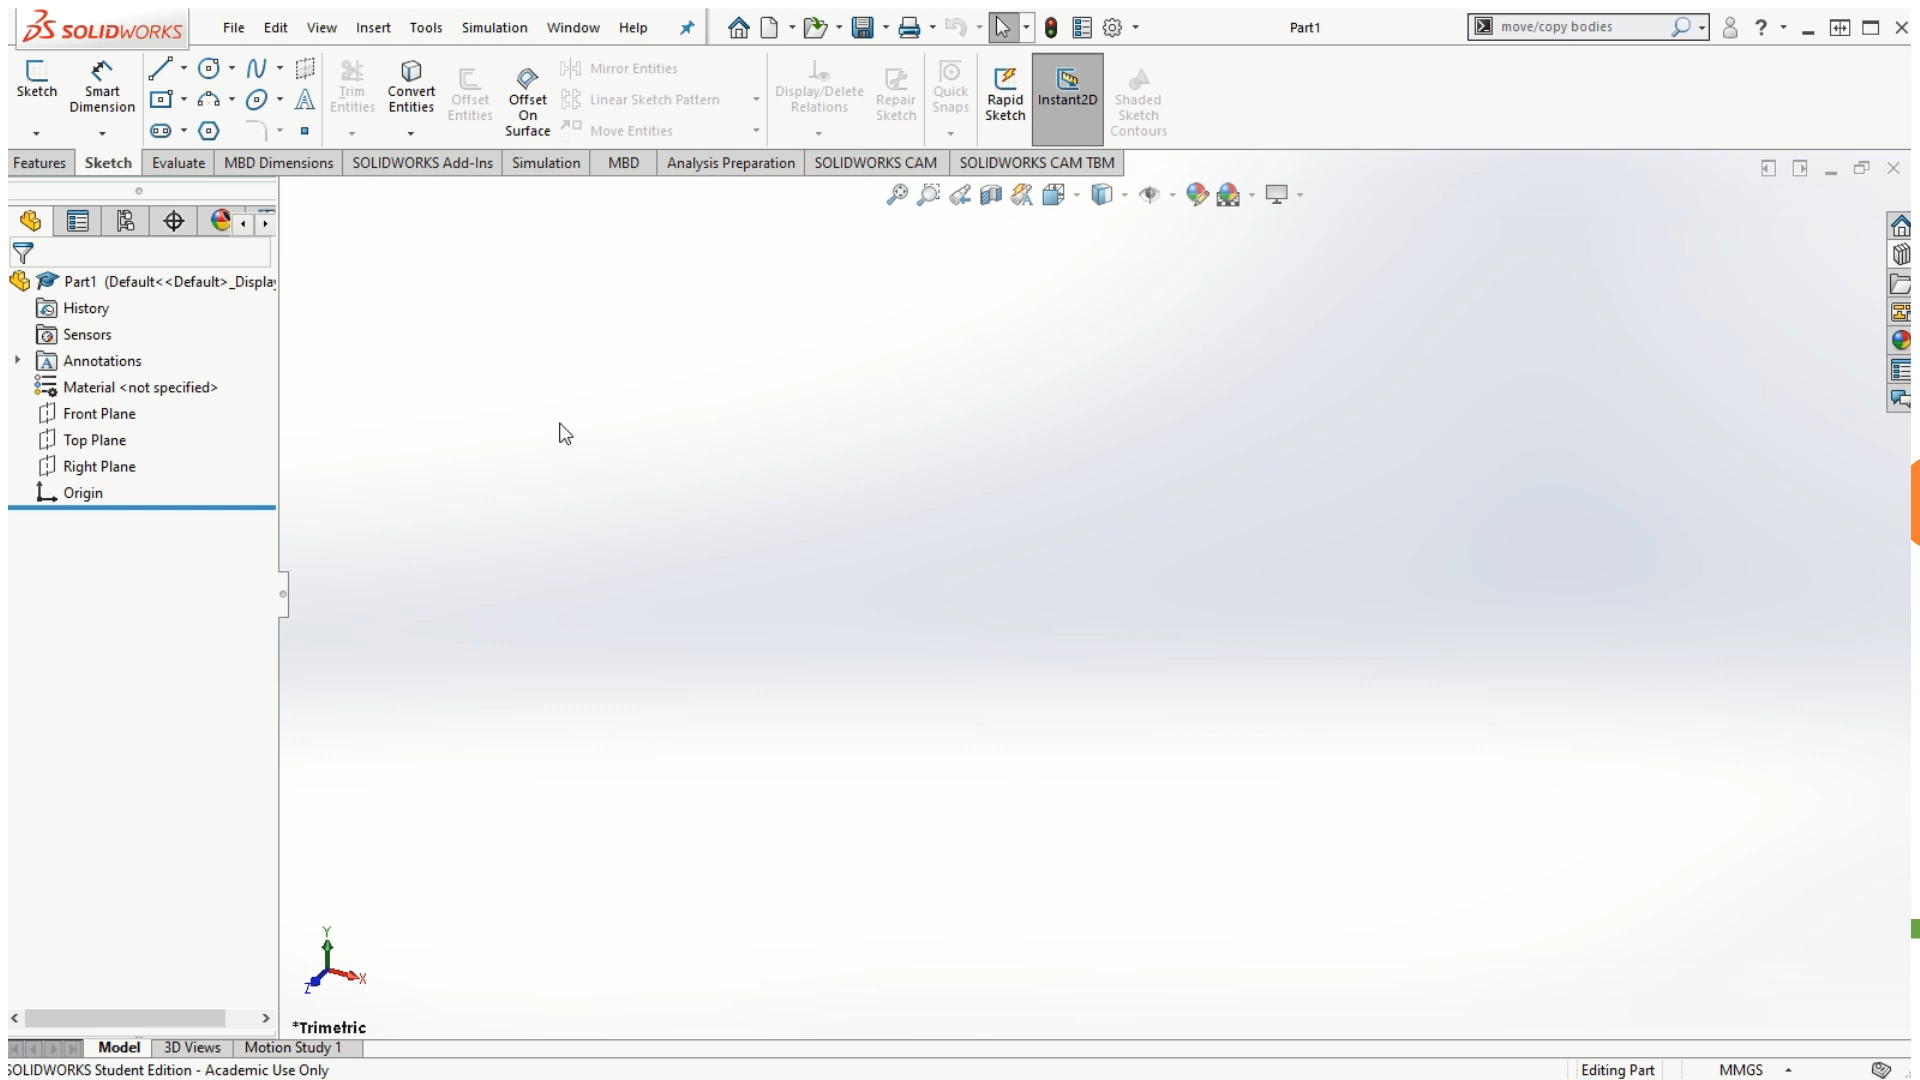 SOLIDWORKS File Edit View Insert Tools Simulation Window Help Part1 move/copy bodies ?
Sketch Smart Dimension Trim Entities Convert Entities Offset Entities Offset On Surface Mirror Entities Linear Sketch Pattern Move Entities Display/Delete Relations Repair Sketch Quick Snaps Rapid Sketch Instant2D Shaded Sketch Contours
Features Sketch Evaluate MBD Dimensions SOLIDWORKS Add-Ins Simulation MBD Analysis Preparation SOLIDWORKS CAM SOLIDWORKS CAM TBM
Part1 (Default<<Default>_Display
History
Sensors
Annotations
Material <not specified>
Front Plane
Top Plane
Right Plane
Origin
Y
X
Z
*Trimetric
Model 3D Views Motion Study 1
SOLIDWORKS Student Edition - Academic Use Only Editing Part MMGS